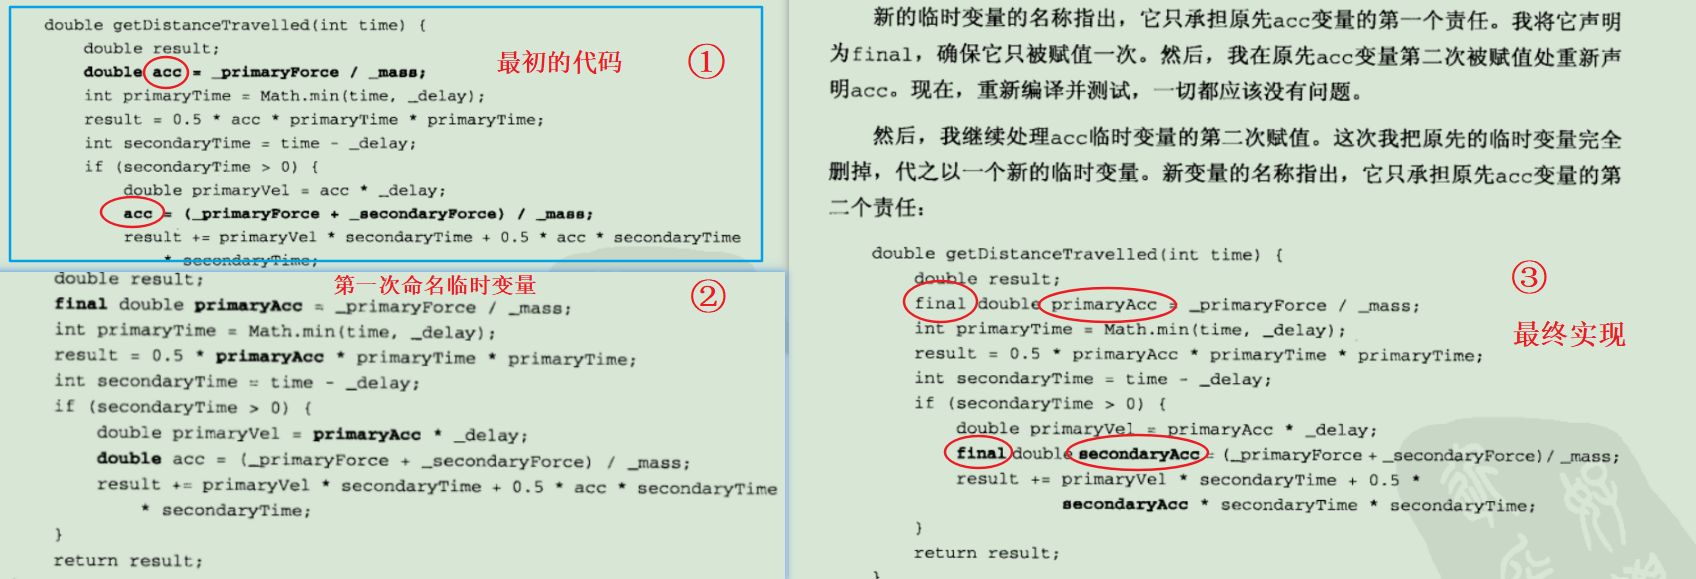 double getDistanceTravelled(int time) {
double result;
double acc = _primaryForce / _mass;
int primaryTime = Math.min(time, _delay);
result = 0.5 * acc * primaryTime * primaryTime;
int secondaryTime = time - _delay;
if (secondaryTime > 0) {
double primaryVel = acc * _delay;
acc = (_primaryForce + _secondaryForce) / _mass;
result += primaryVel * secondaryTime + 0.5 * acc * secondaryTime
* secondaryTime;
最初的代码
①
double result;
第一次命名临时变量
②
final double primaryAcc = _primaryForce / _mass;
int primaryTime = Math.min(time, _delay);
result = 0.5 * primaryAcc * primaryTime * primaryTime;
int secondaryTime = time - _delay;
if (secondaryTime > 0) {
double primaryVel = primaryAcc * _delay;
double acc = (_primaryForce + _secondaryForce) / _mass;
result += primaryVel * secondaryTime + 0.5 * acc * secondaryTime
* secondaryTime;
}
return result;
新的临时变量的名称指出，它只承担原先acc变量的第一个责任。我将它声明
为final，确保它只被赋值一次。然后，我在原先acc变量第二次被赋值处重新声
明acc。现在，重新编译并测试，一切都应该没有问题。
然后，我继续处理acc临时变量的第二次赋值。这次我把原先的临时变量完全
删掉，代之以一个新的临时变量。新变量的名称指出，它只承担原先acc变量的第
二个责任：
double getDistanceTravelled(int time) {
double result;
final double primaryAcc = _primaryForce / _mass;
int primaryTime = Math.min(time, _delay);
result = 0.5 * primaryAcc * primaryTime * primaryTime;
int secondaryTime = time - _delay;
if (secondaryTime > 0) {
double primaryVel = primaryAcc * _delay;
final double secondaryAcc = (_primaryForce + _secondaryForce) / _mass;
result += primaryVel * secondaryTime + 0.5 *
secondaryAcc * secondaryTime * secondaryTime;
}
return result;
}
③
最终实现